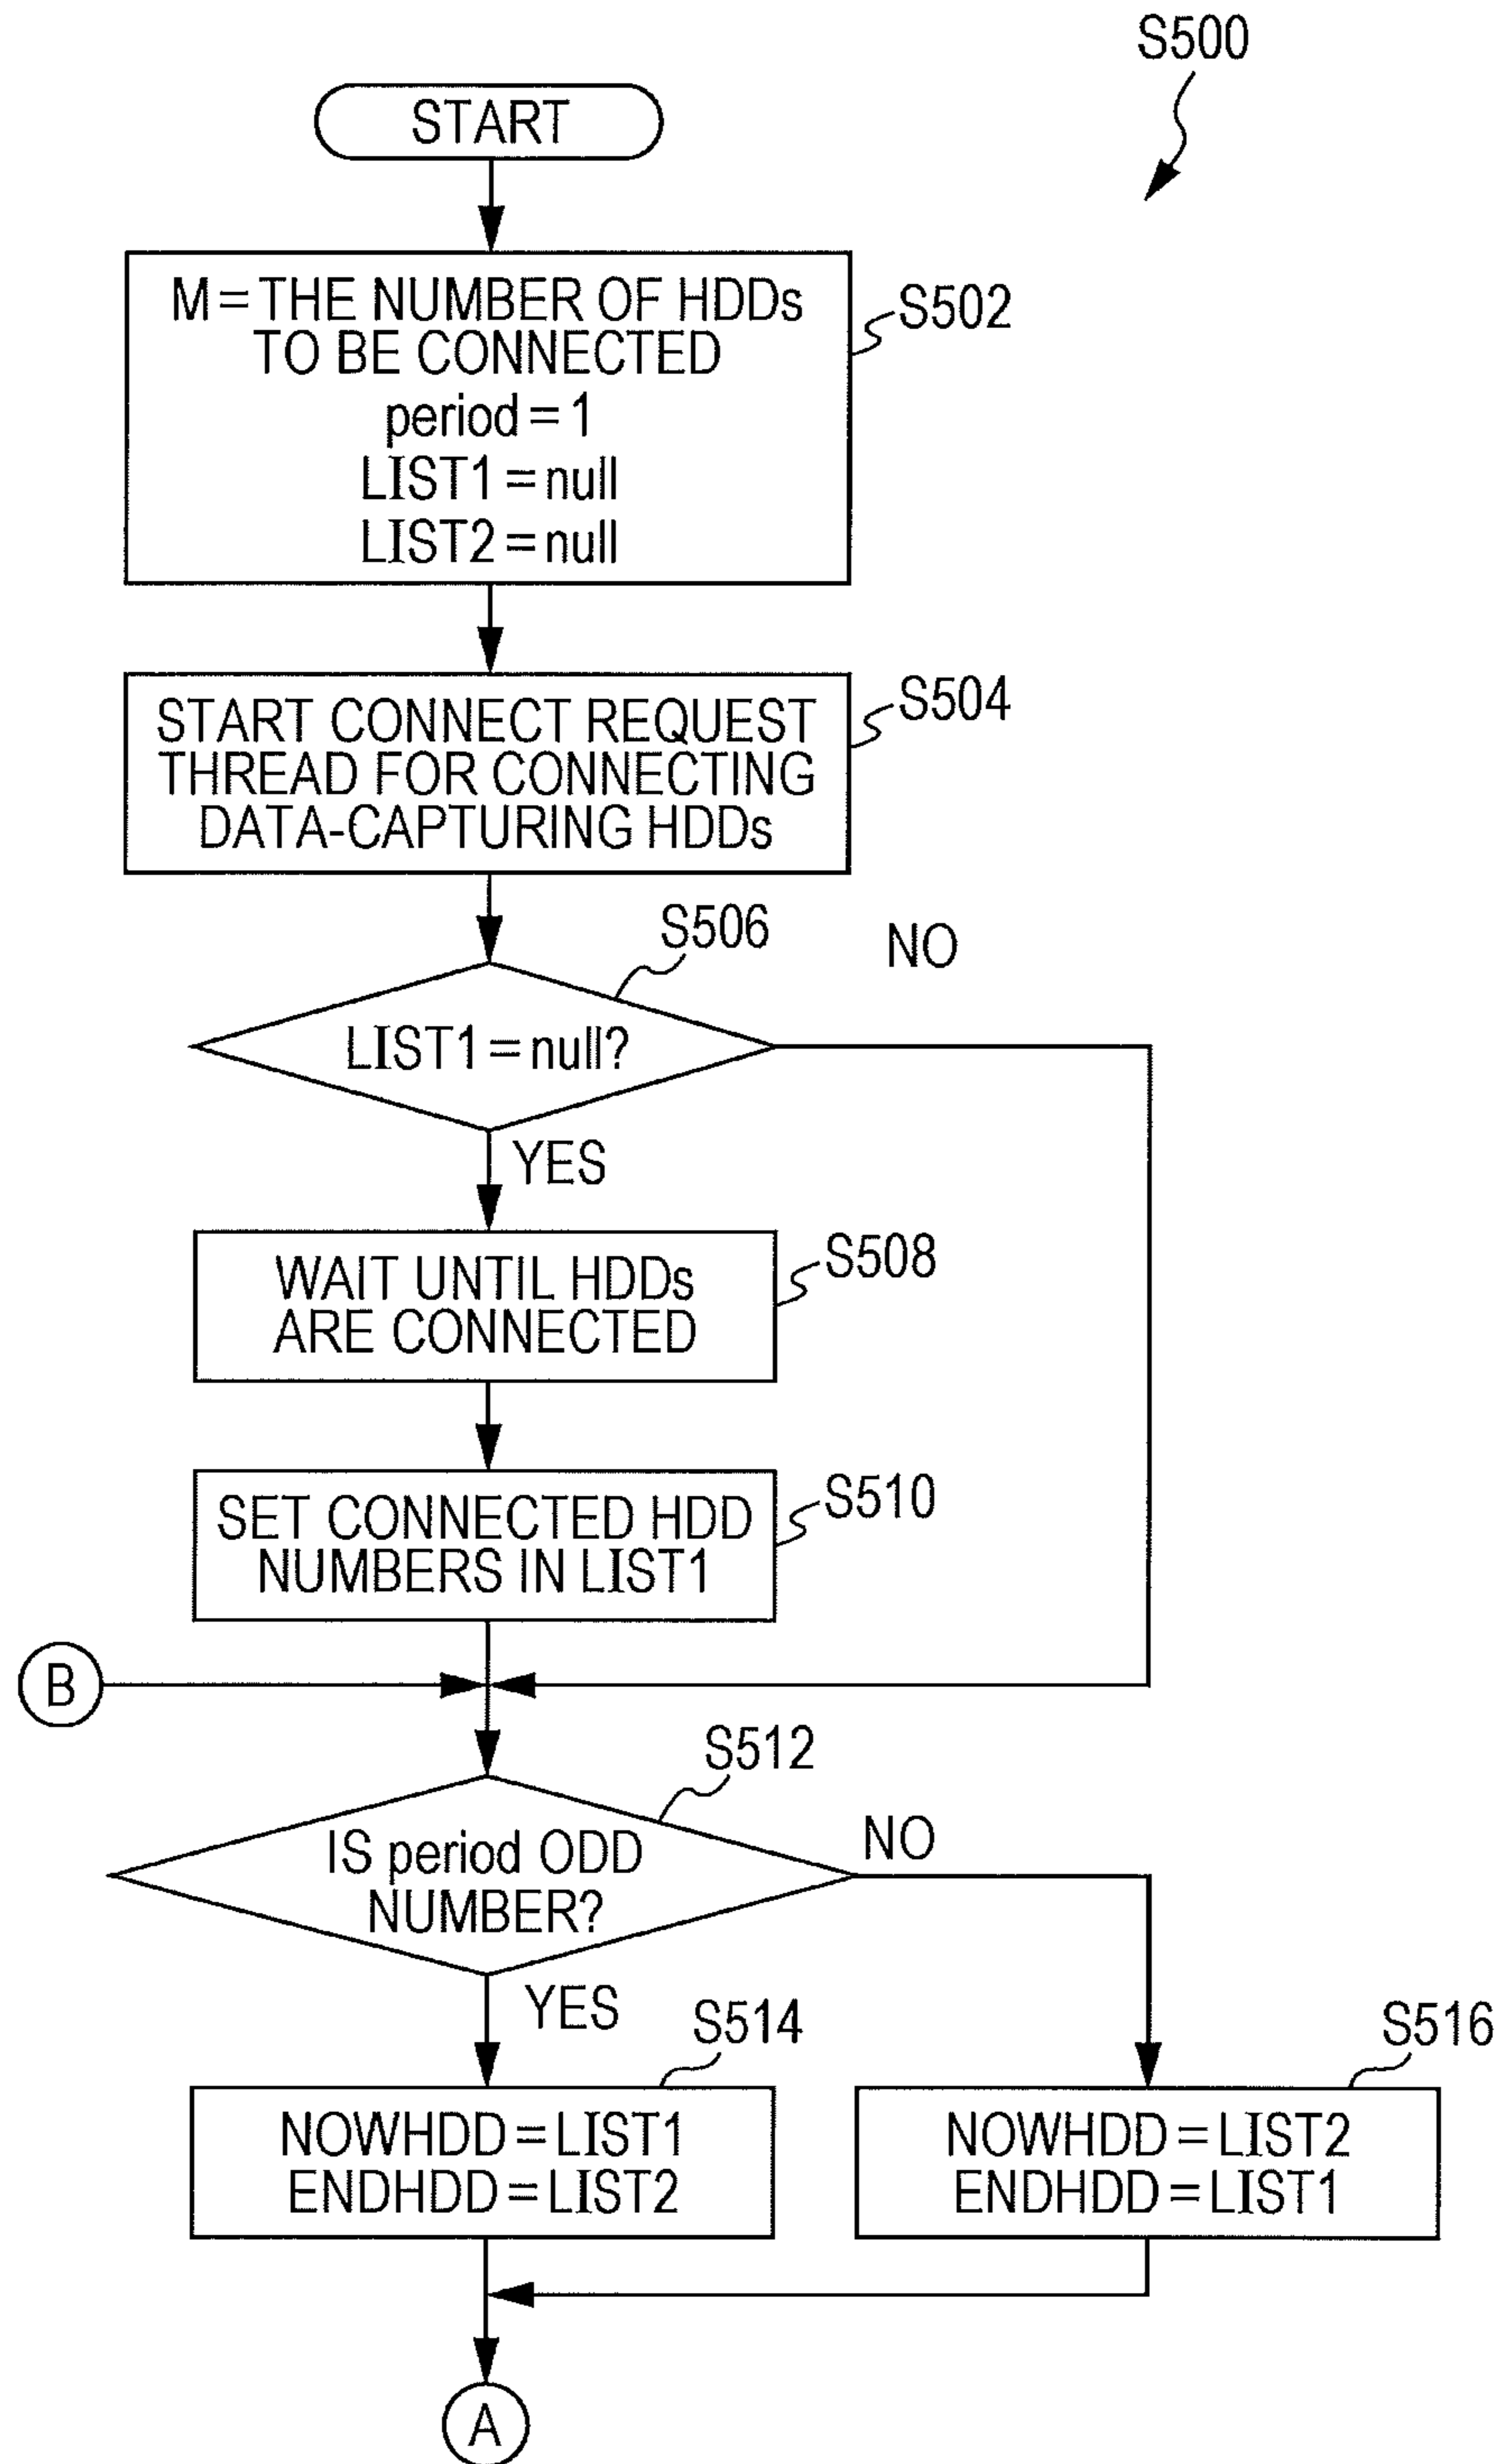 S500
START
M = THE NUMBER OF HDDs
TO BE CONNECTED
period = 1
LIST1 = null
LIST2 = null
S502
START CONNECT REQUEST
THREAD FOR CONNECTING
DATA-CAPTURING HDDs
S504
S506
NO
LIST1 = null?
YES
WAIT UNTIL HDDs
ARE CONNECTED
S508
SET CONNECTED HDD
NUMBERS IN LIST1
S510
B
S512
IS period ODD
NUMBER?
NO
YES
S514
S516
NOWHDD = LIST1
ENDHDD = LIST2
NOWHDD = LIST2
ENDHDD = LIST1
A